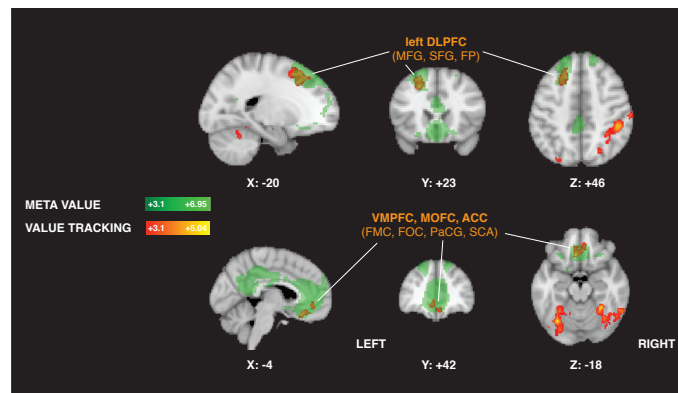 left DLPFC
(MFG, SFG, FP)
X: -20
Y: +23
Z: +46
META VALUE
+3.1 +6.95
VALUE TRACKING
+3.1 +5.04
VMPFC, MOFC, ACC
(FMC, FOC, PaCG, SCA)
LEFT
RIGHT
X: -4
Y: +42
Z: -18